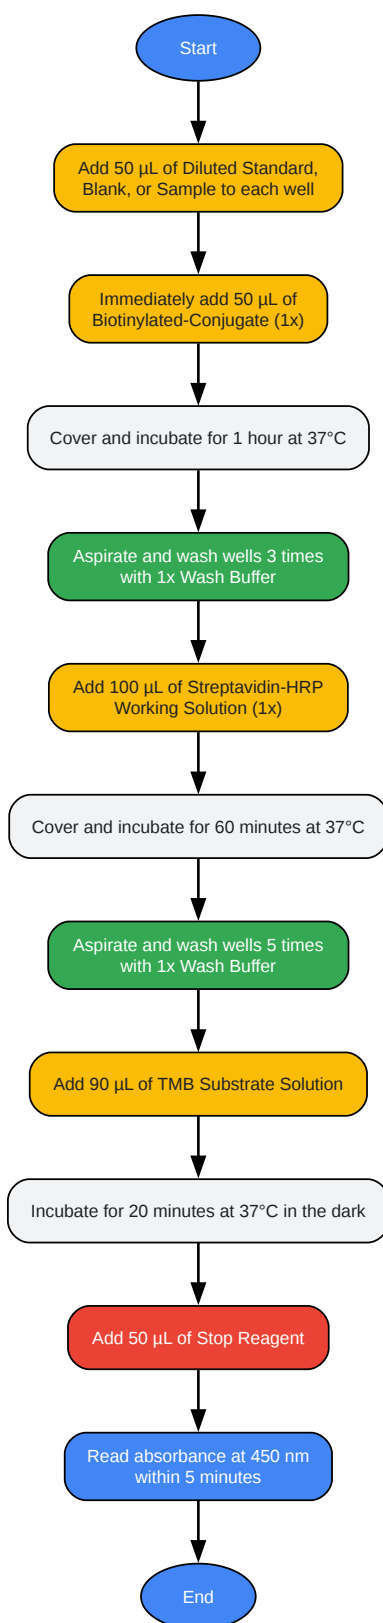 Start
Add 50 µL of Diluted Standard,
Blank, or Sample to each well
Immediately add 50 µL of
Biotinylated-Conjugate (1x)
Cover and incubate for 1 hour at 37°C
Aspirate and wash wells 3 times
with 1x Wash Buffer
Add 100 µL of Streptavidin-HRP
Working Solution (1x)
Cover and incubate for 60 minutes at 37°C
Aspirate and wash wells 5 times
with 1x Wash Buffer
Add 90 µL of TMB Substrate Solution
Incubate for 20 minutes at 37°C in the dark
Add 50 µL of Stop Reagent
Read absorbance at 450 nm
within 5 minutes
End